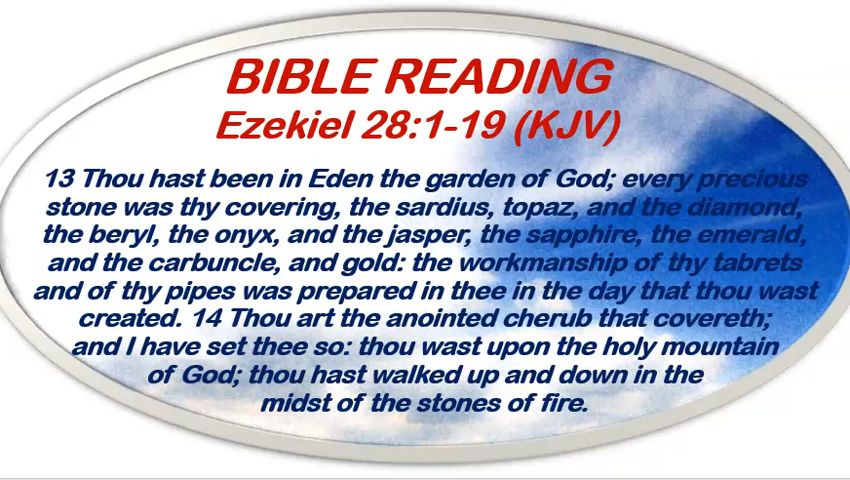 BIBLE READING
Ezekiel 28:1-19 (KJV)
13 Thou hast been in Eden the garden of God; every precious
stone was thy covering, the sardius, topaz, and the diamond,
the beryl, the onyx, and the jasper, the sapphire, the emerald,
and the carbuncle, and gold: the workmanship of thy tabrets
and of thy pipes was prepared in thee in the day that thou wast
created. 14 Thou art the anointed cherub that covereth;
and I have set thee so: thou wast upon the holy mountain
of God; thou hast walked up and down in the
midst of the stones of fire.